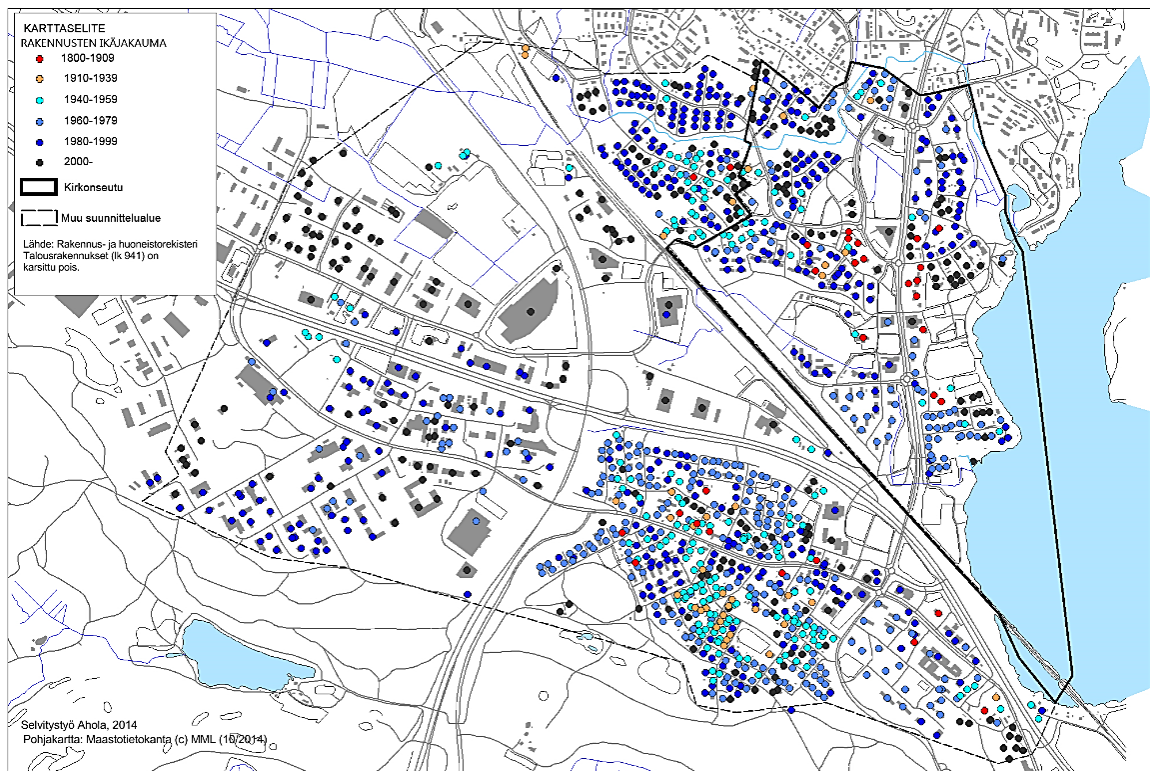 KARTTASELITE
RAKENNUSTEN IKÄJAKAUMA
1800-1909
1910-1939
1940-1959
1960-1979
1980-1999
2000-
Kirkonseutu
Muu suunnittelualue
Lähde: Rakennus- ja huoneistorekisteri
Talousrakennukset (lk 941) on
karsittu pois.
Selvitystyö Ahola, 2014
Pohjakartta: Maastotietokanta (c) MML (10/2014)